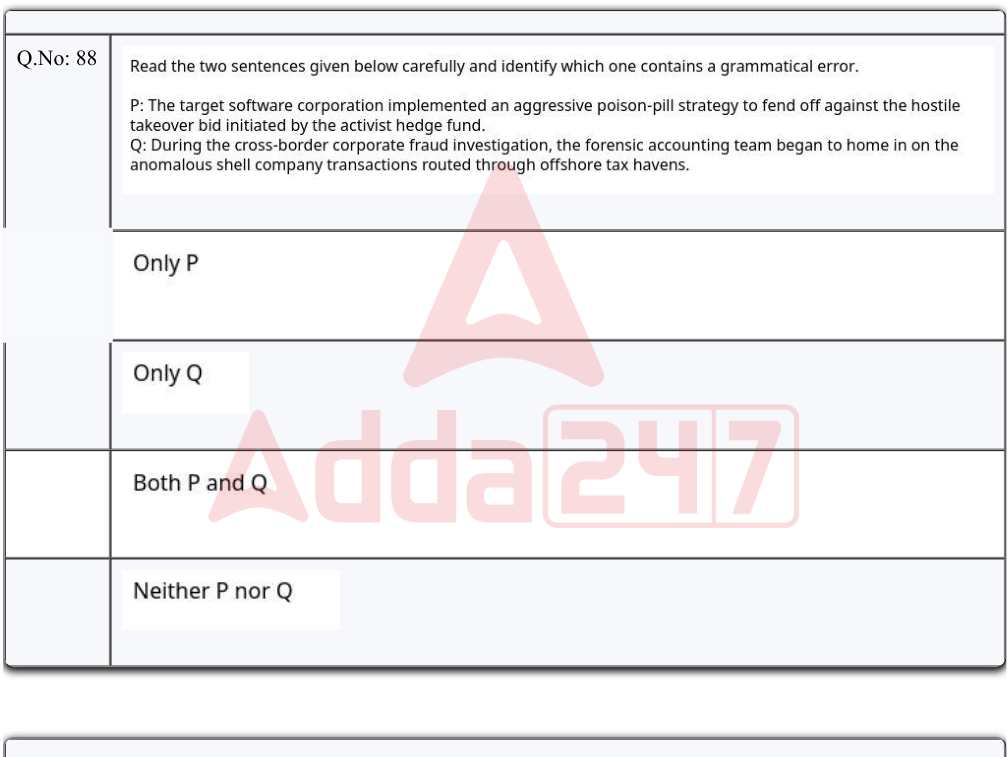 Q.No: 88
Read the two sentences given below carefully and identify which one contains a grammatical error.
P: The target software corporation implemented an aggressive poison-pill strategy to fend off against the hostile
takeover bid initiated by the activist hedge fund.
Q: During the cross-border corporate fraud investigation, the forensic accounting team began to home in on the
anomalous shell company transactions routed through offshore tax havens.
Only P
Only Q
Both P and Q
Neither P nor Q
Adda247